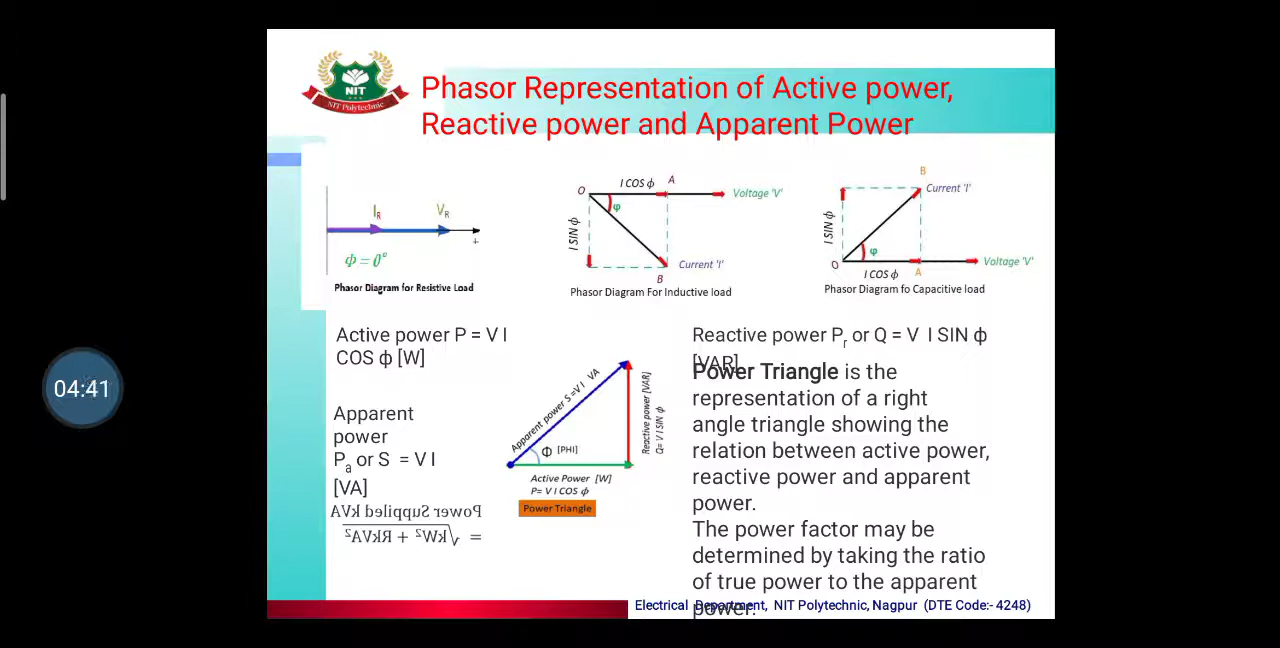 NIT
NIT Polytechnic
Phasor Representation of Active power,
Reactive power and Apparent Power
I_R
V_R
+
ϕ = 0°
Phasor Diagram for Resistive Load
O
I COS ϕ
A
Voltage 'V'
φ
I SIN ϕ
Current 'I'
B
Phasor Diagram For Inductive load
B
Current 'I'
I SIN ϕ
φ
O
I COS ϕ
A
Voltage 'V'
Phasor Diagram fo Capacitive load
Active power P = V I
COS ϕ [W]
Reactive power P_r or Q = V I SIN ϕ
[VAR]
04:41
Apparent
power
P_a or S = V I
[VA]
Power Suppiled kVA
= √kW² + RkVA²
Apparent power S =V I VA
Φ [PHI]
Reactive power [VAR]
Q= V I SIN ϕ
Active Power [W]
P= V I COS ϕ
Power Triangle
Power Triangle is the
representation of a right
angle triangle showing the
relation between active power,
reactive power and apparent
power.
The power factor may be
determined by taking the ratio
of true power to the apparent
power.
Electrical Department, NIT Polytechnic, Nagpur (DTE Code:- 4248)